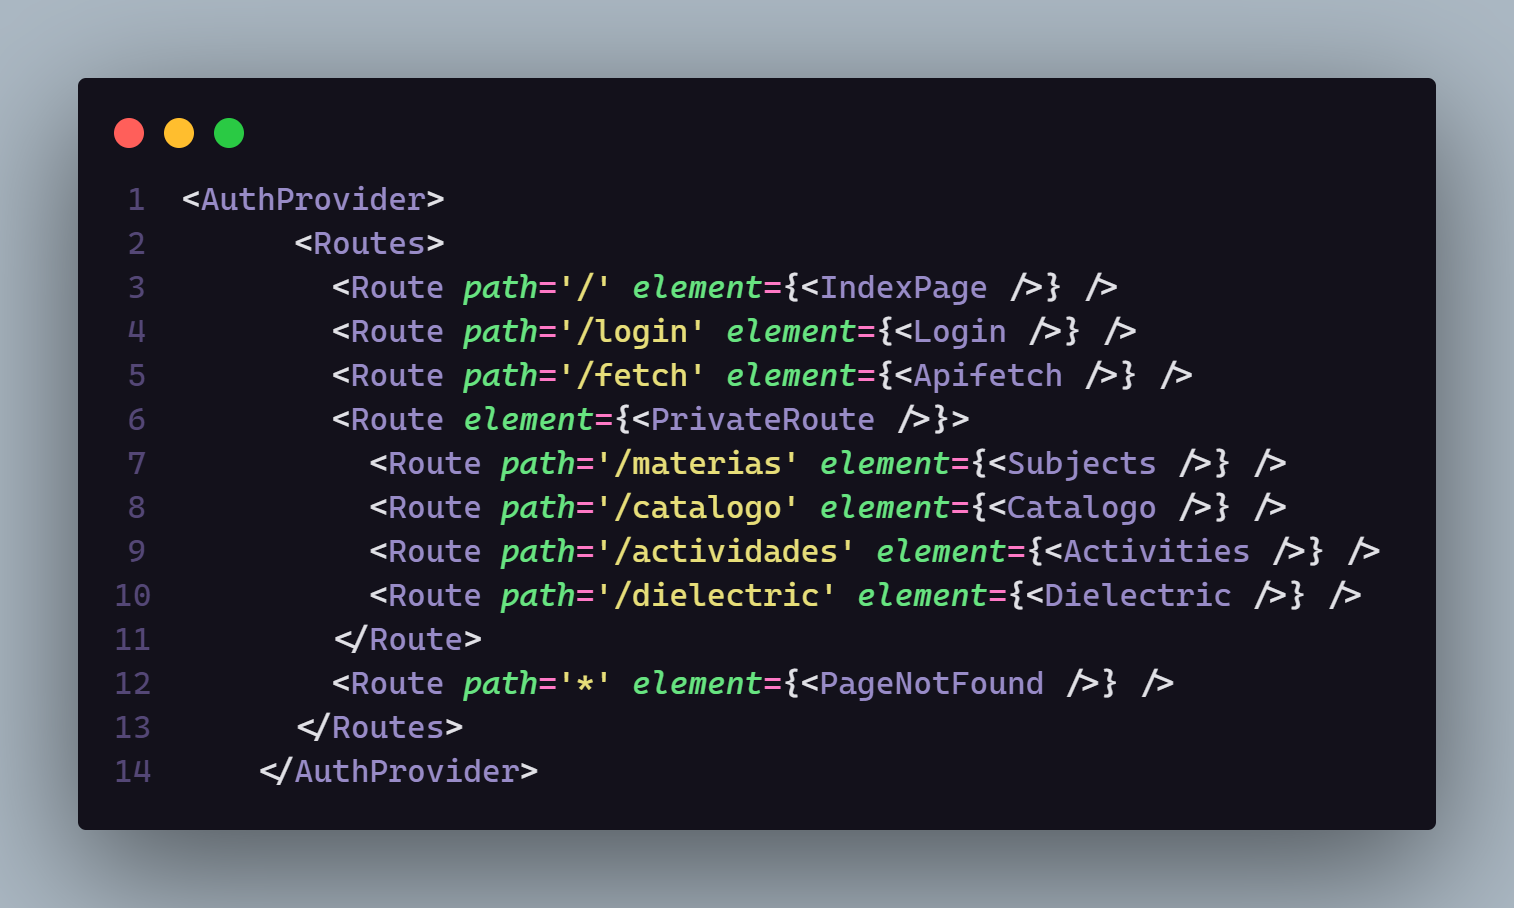 1 <AuthProvider>
2 <Routes>
3 <Route path='/' element={<IndexPage />} />
4 <Route path='/login' element={<Login />} />
5 <Route path='/fetch' element={<Apifetch />} />
6 <Route element={<PrivateRoute />}>
7 <Route path='/materias' element={<Subjects />} />
8 <Route path='/catalogo' element={<Catalogo />} />
9 <Route path='/actividades' element={<Activities />} />
10 <Route path='/dielectric' element={<Dielectric />} />
11 </Route>
12 <Route path='*' element={<PageNotFound />} />
13 </Routes>
14 </AuthProvider>